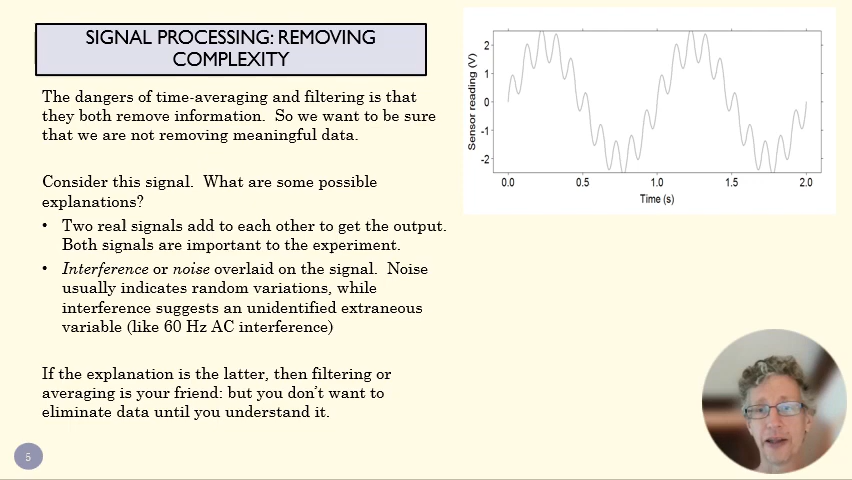 SIGNAL PROCESSING: REMOVING
COMPLEXITY
The dangers of time-averaging and filtering is that
they both remove information.  So we want to be sure
that we are not removing meaningful data.
Consider this signal.  What are some possible
explanations?
• Two real signals add to each other to get the output.
Both signals are important to the experiment.
• Interference or noise overlaid on the signal.  Noise
usually indicates random variations, while
interference suggests an unidentified extraneous
variable (like 60 Hz AC interference)
If the explanation is the latter, then filtering or
averaging is your friend: but you don't want to
eliminate data until you understand it.
5
Sensor reading (V)
2
1
0
-1
-2
0.0 0.5 1.0 1.5 2.0
Time (s)